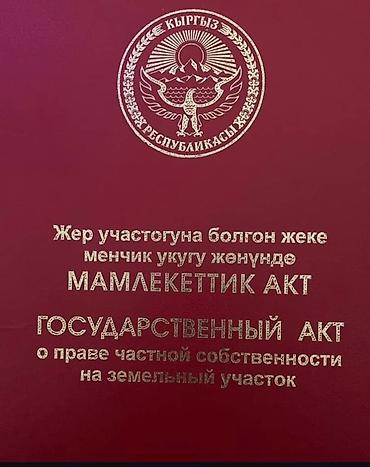 КЫРГЫЗ
РЕСПУБЛИКАСЫ
Жер участогуна болгон жеке
менчик укугу жөнүндө
МАМЛЕКЕТТИК АКТ
ГОСУДАРСТВЕННЫЙ АКТ
о праве частной собственности
на земельный участок